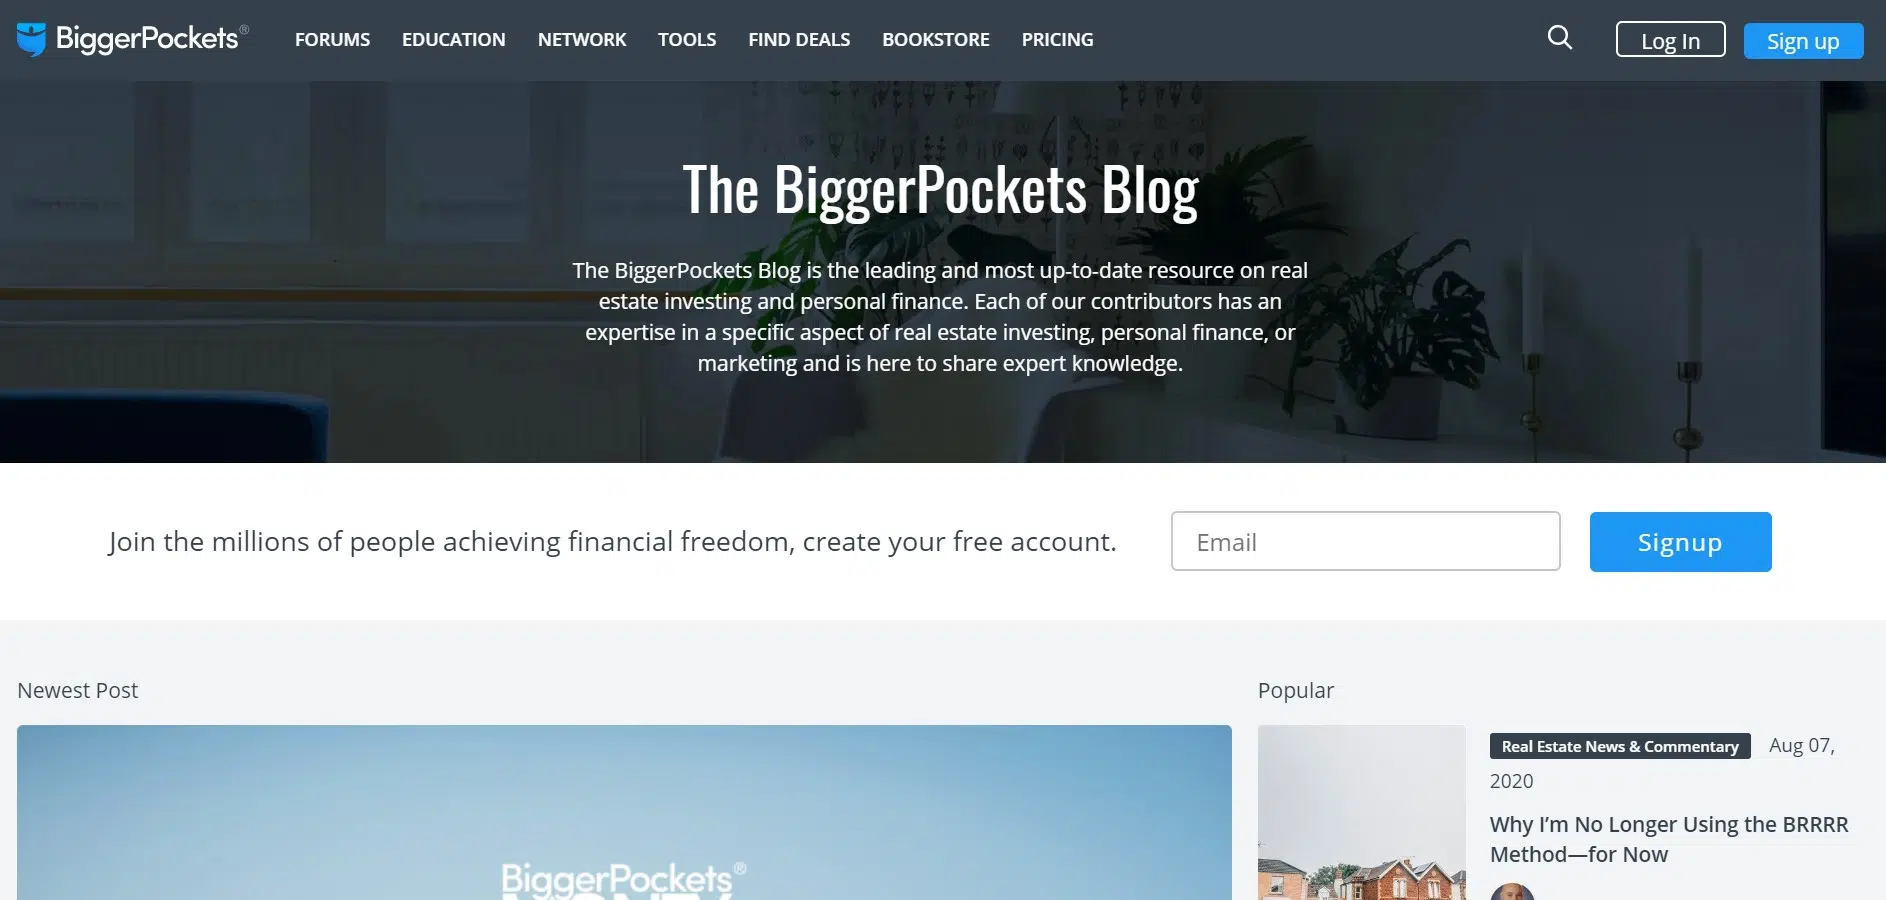 BiggerPockets®
FORUMS EDUCATION NETWORK TOOLS FIND DEALS BOOKSTORE PRICING
Log In
Sign up
The BiggerPockets Blog
The BiggerPockets Blog is the leading and most up-to-date resource on real
estate investing and personal finance. Each of our contributors has an
expertise in a specific aspect of real estate investing, personal finance, or
marketing and is here to share expert knowledge.
Join the millions of people achieving financial freedom, create your free account.
Email
Signup
Newest Post
BiggerPockets®
Popular
Real Estate News & Commentary Aug 07,
2020
Why I’m No Longer Using the BRRRR
Method—for Now